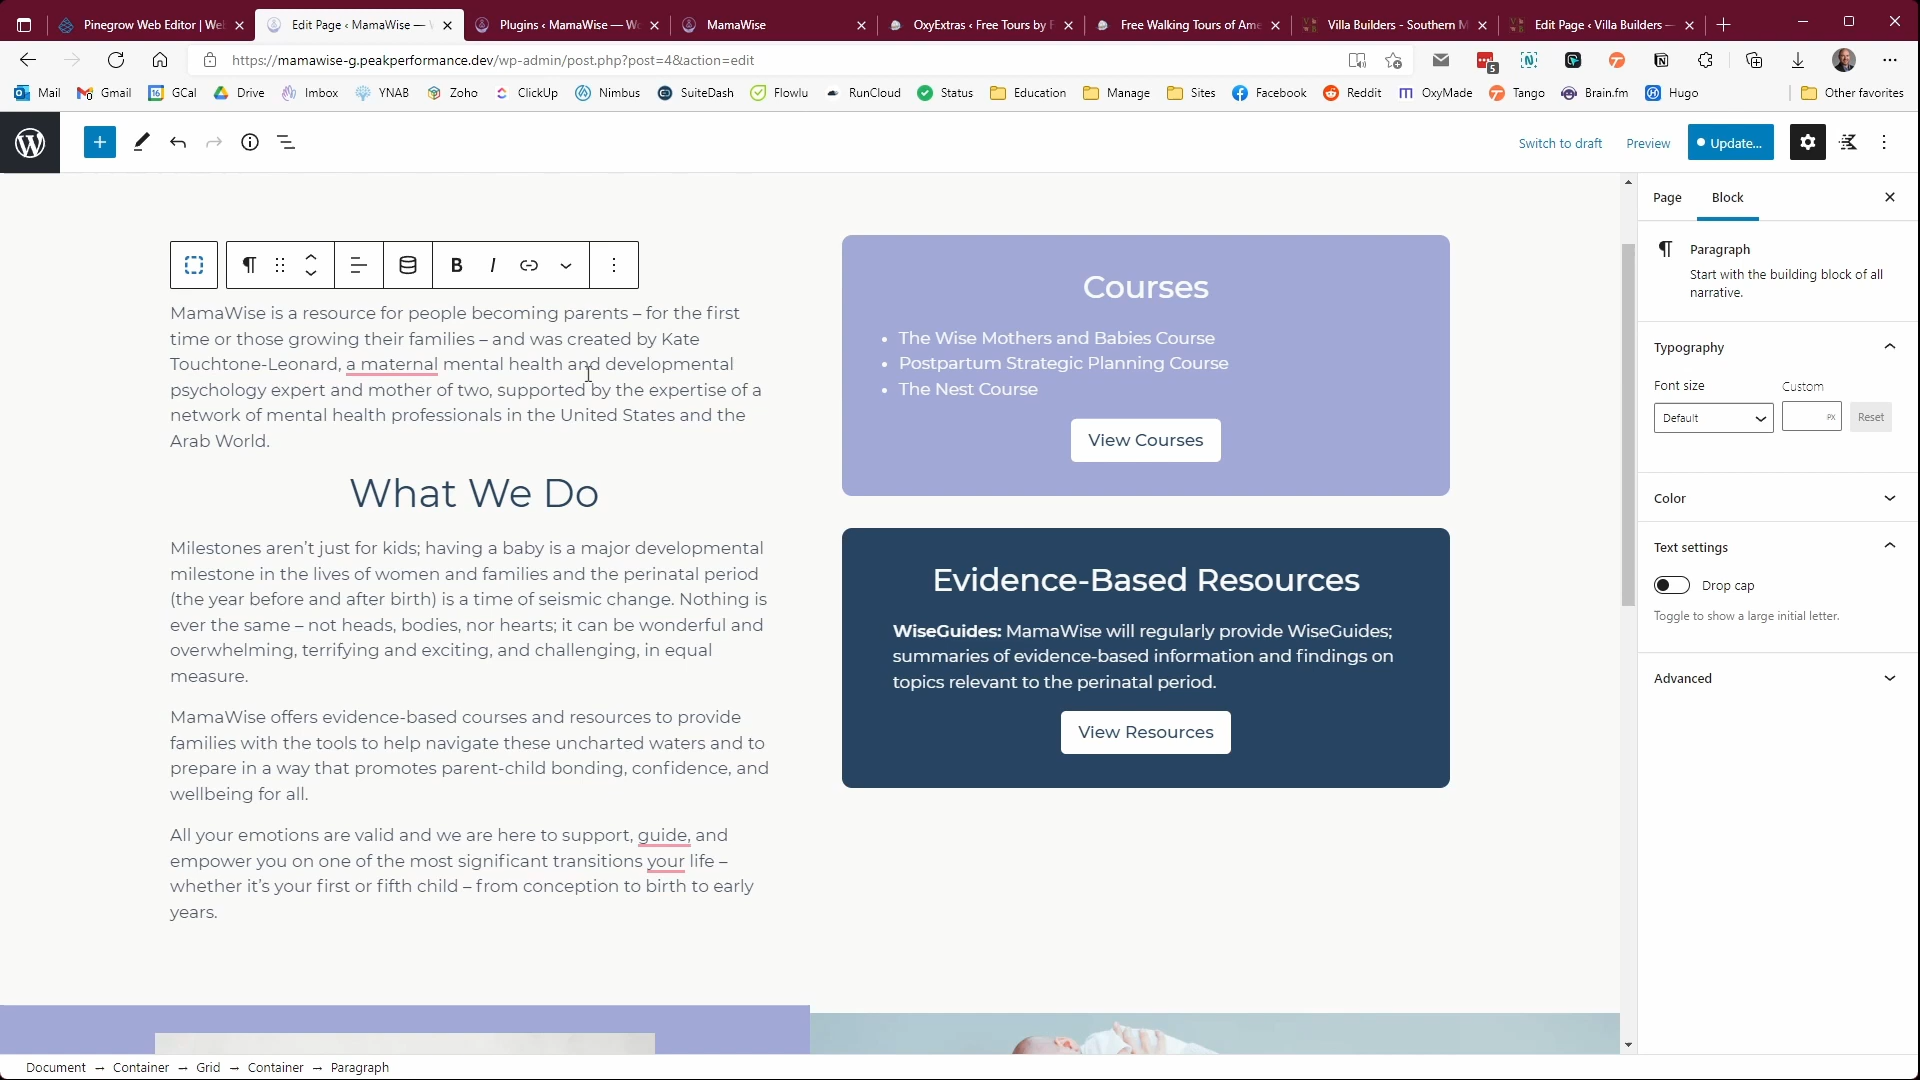 Pinegrow Web Editor | We
Edit Page ‹ MamaWise —
Plugins ‹ MamaWise — Wo
MamaWise
OxyExtras ‹ Free Tours by F
Free Walking Tours of Ame
Villa Builders - Southern M
Edit Page ‹ Villa Builders —
https://mamawise-g.peakperformance.dev/wp-admin/post.php?post=4&action=edit
5
Mail
Gmail
16
GCal
Drive
Imbox
YNAB
Zoho
ClickUp
Nimbus
SuiteDash
Flowlu
RunCloud
Status
Education
Manage
Sites
Facebook
Reddit
OxyMade
Tango
Brain.fm
Hugo
Other favorites
Switch to draft
Preview
Update...
B
I
MamaWise is a resource for people becoming parents – for the first
time or those growing their families – and was created by Kate
Touchtone-Leonard, a maternal mental health and developmental
psychology expert and mother of two, supported by the expertise of a
network of mental health professionals in the United States and the
Arab World.
What We Do
Milestones aren’t just for kids; having a baby is a major developmental
milestone in the lives of women and families and the perinatal period
(the year before and after birth) is a time of seismic change. Nothing is
ever the same – not heads, bodies, nor hearts; it can be wonderful and
overwhelming, terrifying and exciting, and challenging, in equal
measure.
MamaWise offers evidence-based courses and resources to provide
families with the tools to help navigate these uncharted waters and to
prepare in a way that promotes parent-child bonding, confidence, and
wellbeing for all.
All your emotions are valid and we are here to support, guide, and
empower you on one of the most significant transitions your life –
whether it’s your first or fifth child – from conception to birth to early
years.
Courses
• The Wise Mothers and Babies Course
• Postpartum Strategic Planning Course
• The Nest Course
View Courses
Evidence-Based Resources
WiseGuides: MamaWise will regularly provide WiseGuides;
summaries of evidence-based information and findings on
topics relevant to the perinatal period.
View Resources
Page
Block
Paragraph
Start with the building block of all
narrative.
Typography
Font size
Custom
Default
PX
Reset
Color
Text settings
Drop cap
Toggle to show a large initial letter.
Advanced
Document → Container → Grid → Container → Paragraph